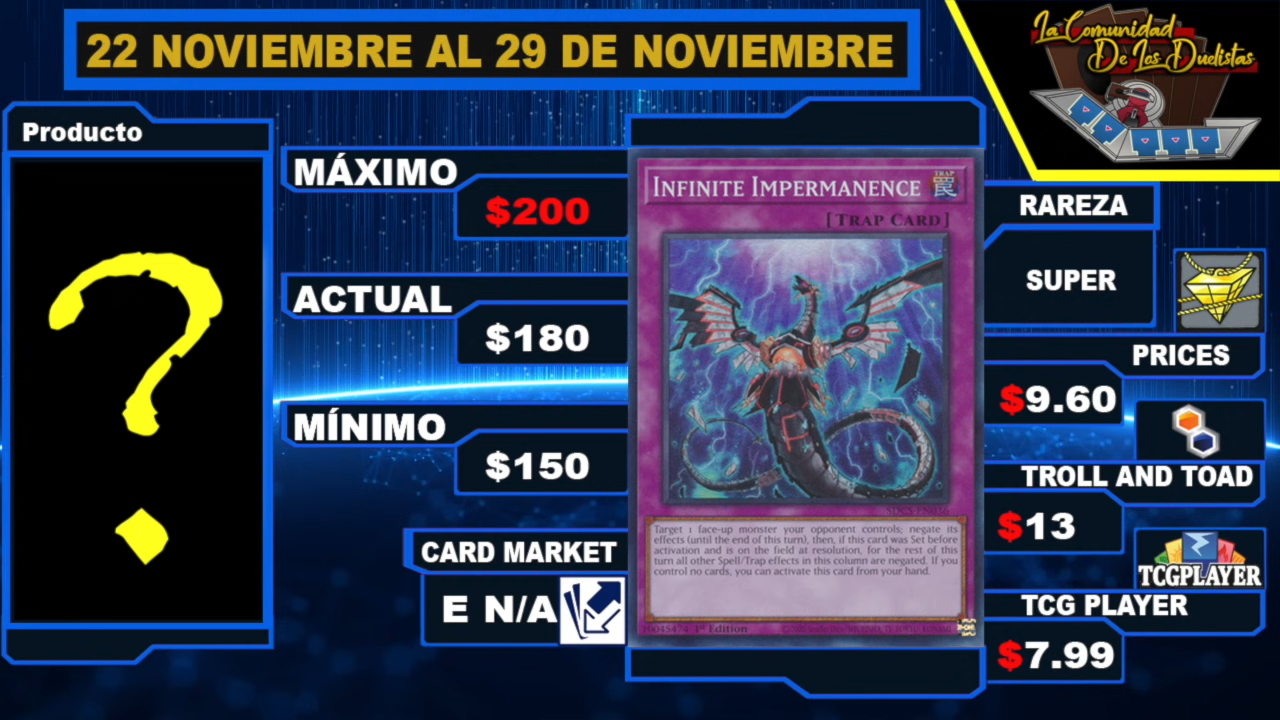 22 NOVIEMBRE AL 29 DE NOVIEMBRE
La Comunidad
De Los Duelistas
Producto
MÁXIMO
$200
ACTUAL
$180
MÍNIMO
$150
CARD MARKET
E N/A
INFINITE IMPERMANENCE
TRAP
罠
[TRAP CARD]
SDCS-EN036
Target 1 face-up monster your opponent controls; negate its
effects (until the end of this turn), then, if this card was Set before
activation and is on the field at resolution, for the rest of this
turn all other Spell/Trap effects in this column are negated. If you
control no cards, you can activate this card from your hand.
10045474
1st Edition
RAREZA
SUPER
PRICES
$9.60
TROLL AND TOAD
$13
TCGPLAYER
TCG PLAYER
$7.99